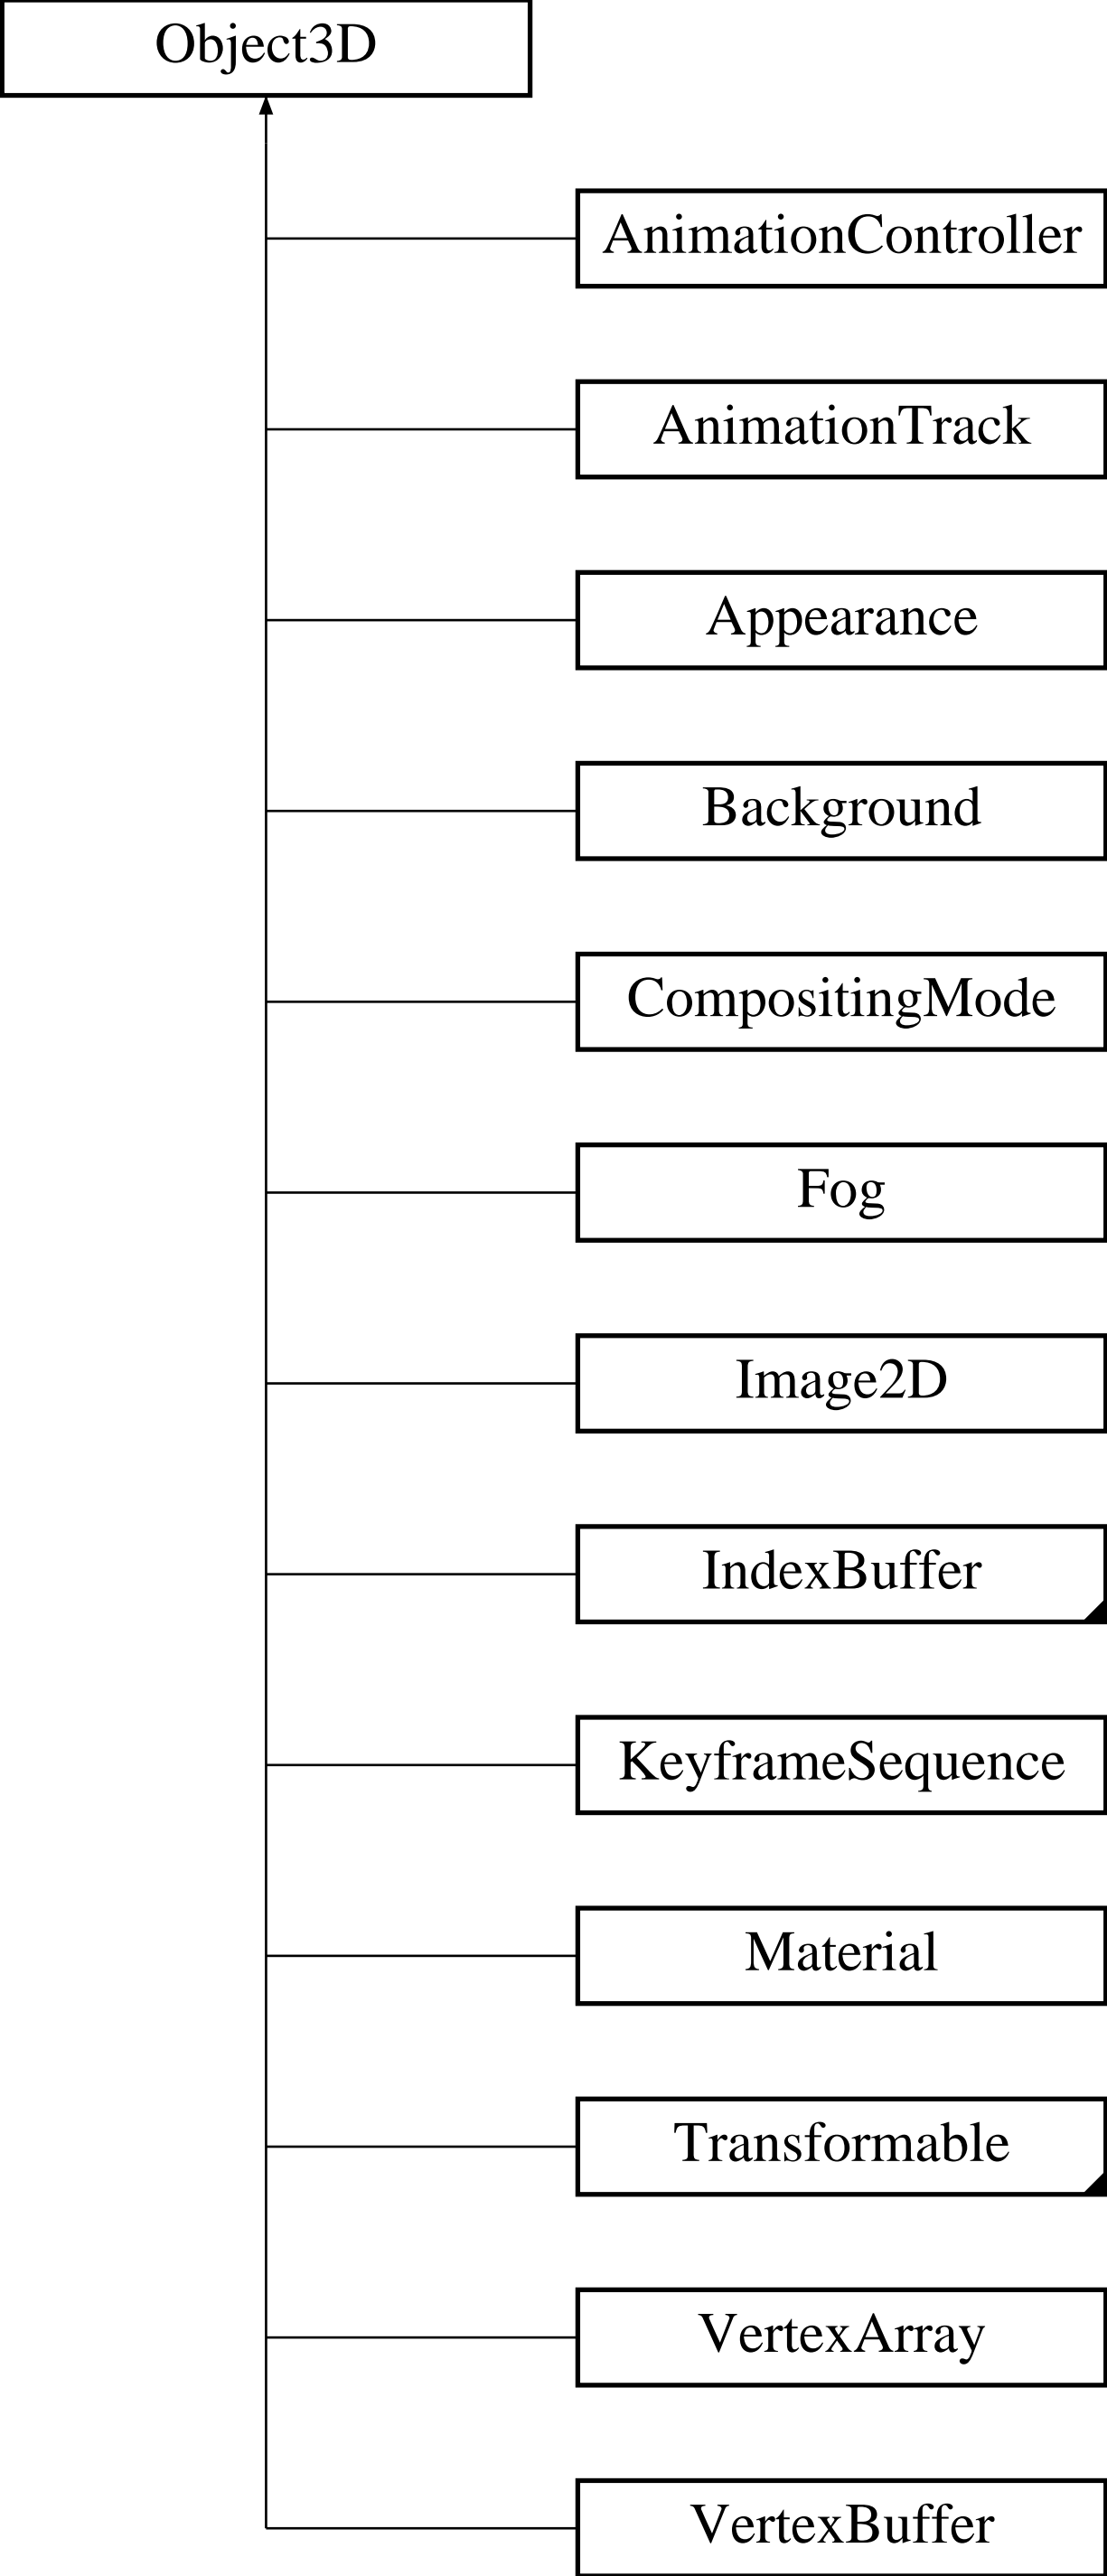 Object3D
AnimationController
AnimationTrack
Appearance
Background
CompositingMode
Fog
Image2D
IndexBuffer
KeyframeSequence
Material
Transformable
VertexArray
VertexBuffer